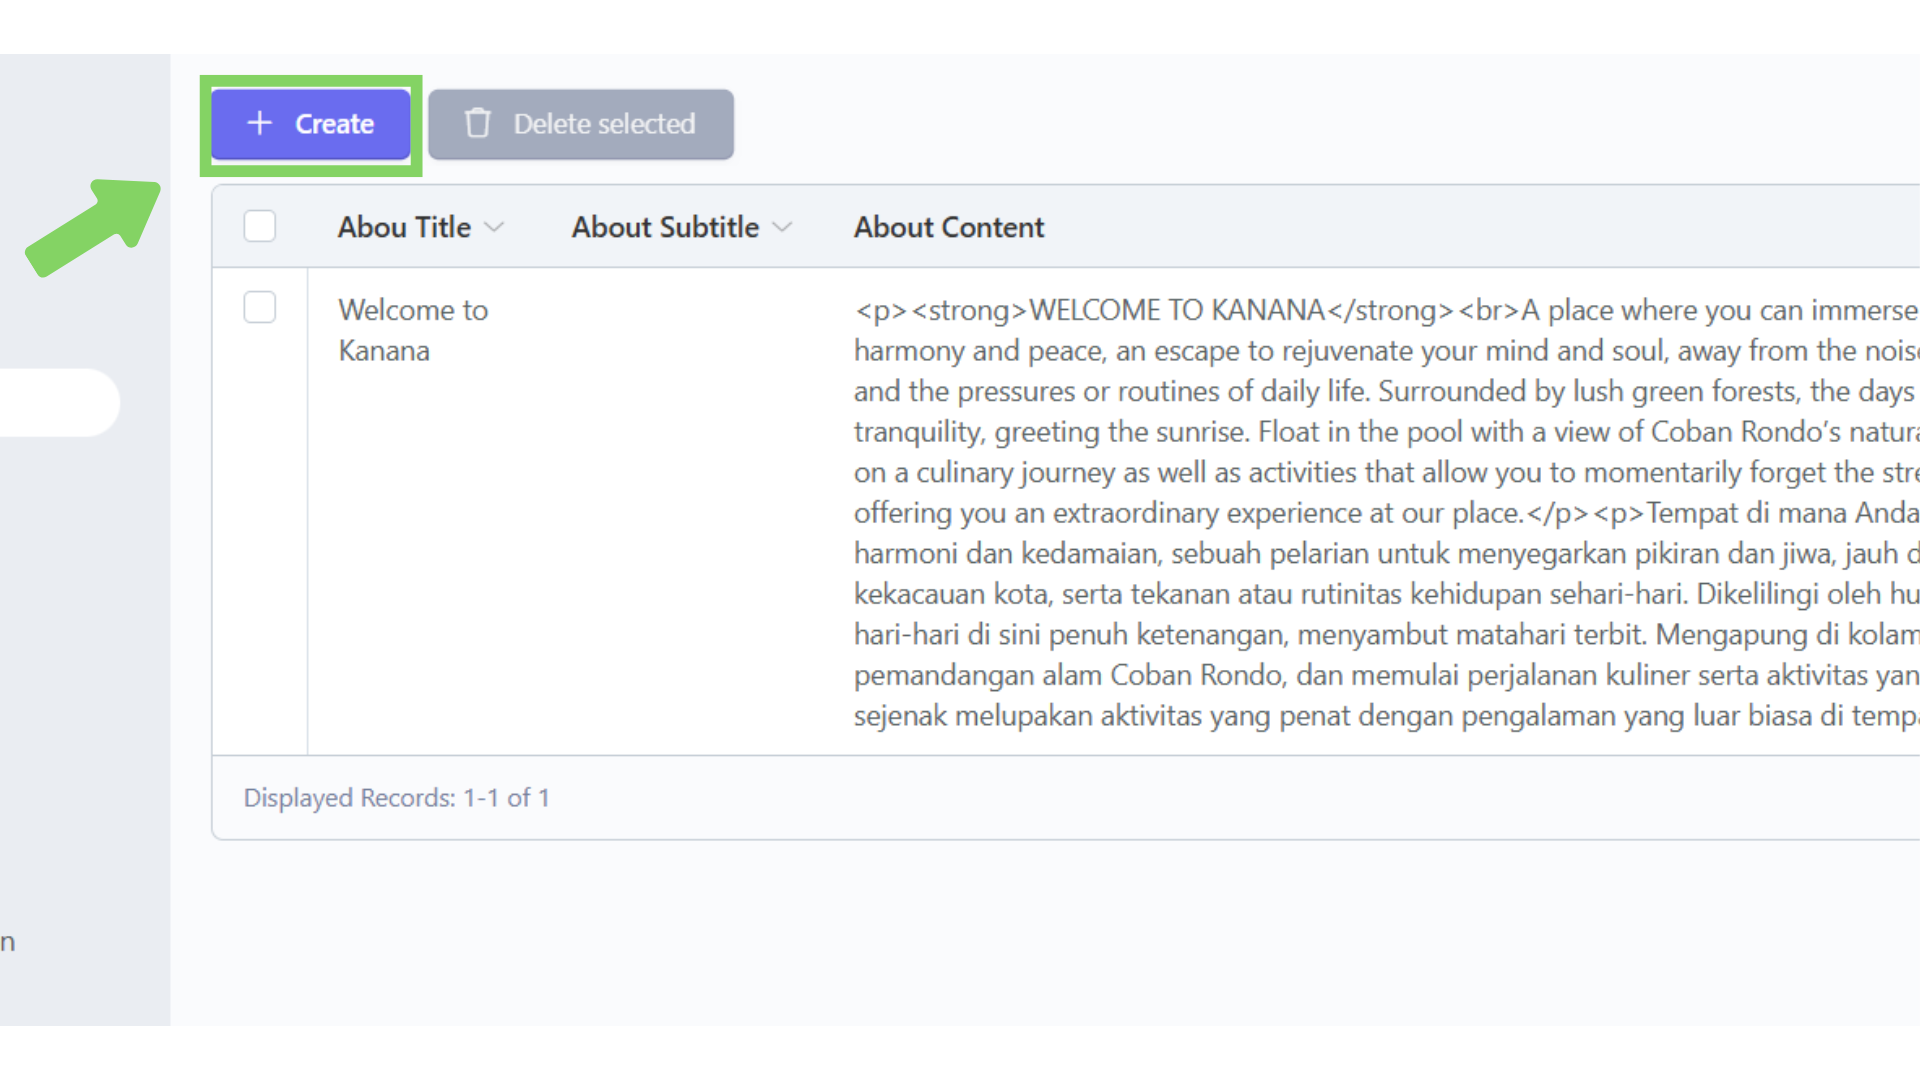 Create
Delete selected
Abou Title
About Subtitle
About Content
Welcome to
Kanana
<p><strong>WELCOME TO KANANA</strong><br>A place where you can immerse
harmony and peace, an escape to rejuvenate your mind and soul, away from the
and the pressures or routines of daily life. Surrounded by lush green forests, the days
tranquility, greeting the sunrise. Float in the pool with a view of Coban Rondo’s
on a culinary journey as well as activities that allow you to momentarily forget the
offering you an extraordinary experience at our place.</p><p>Tempat di mana Anda
harmoni dan kedamaian, sebuah pelarian untuk menyegarkan pikiran dan jiwa, jauh
kekacauan kota, serta tekanan atau rutinitas kehidupan sehari-hari. Dikelilingi oleh
hari-hari di sini penuh ketenangan, menyambut matahari terbit. Mengapung di kolam
pemandangan alam Coban Rondo, dan memulai perjalanan kuliner serta aktivitas
sejenak melupakan aktivitas yang penat dengan pengalaman yang luar biasa di
Displayed Records: 1-1 of 1